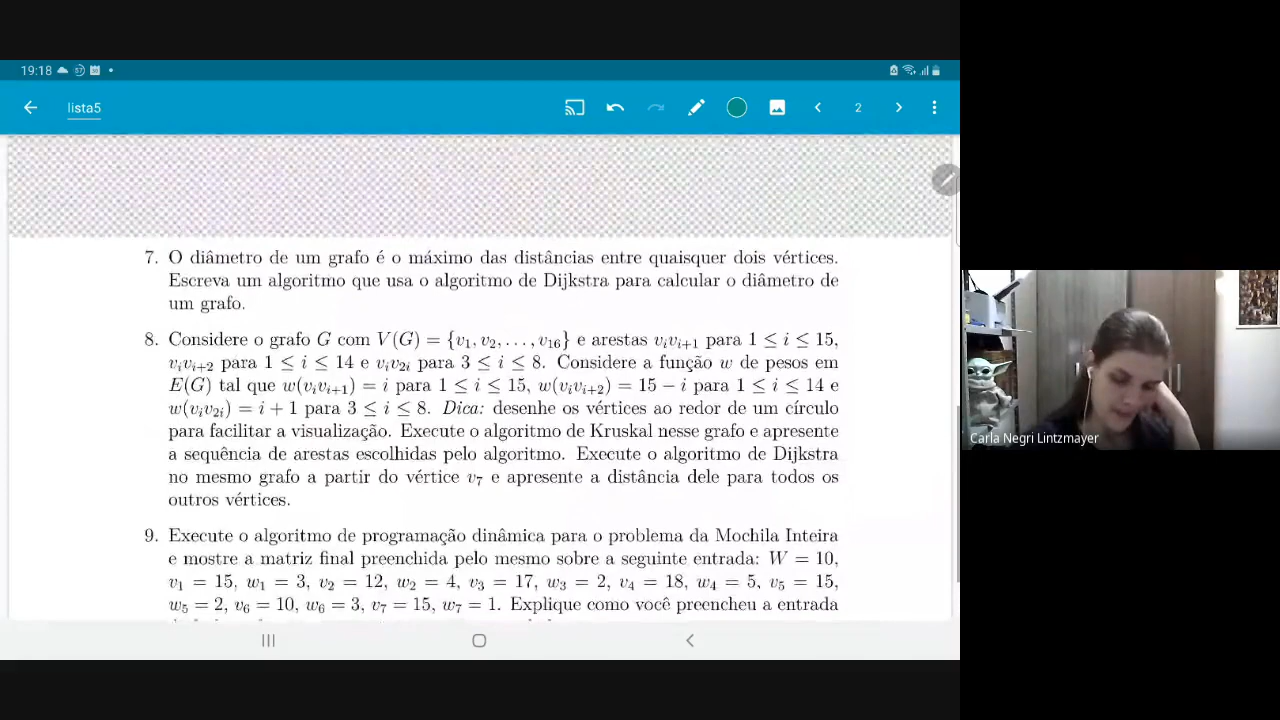 19:18
57
lista5
2
7. O diâmetro de um grafo é o máximo das distâncias entre quaisquer dois vértices.
Escreva um algoritmo que usa o algoritmo de Dijkstra para calcular o diâmetro de
um grafo.
8. Considere o grafo G com V(G) = {v₁, v₂, . . . , v₁₆} e arestas vᵢvᵢ₊₁ para 1 ≤ i ≤ 15,
vᵢvᵢ₊₂ para 1 ≤ i ≤ 14 e vᵢv₂ᵢ para 3 ≤ i ≤ 8. Considere a função w de pesos em
E(G) tal que w(vᵢvᵢ₊₁) = i para 1 ≤ i ≤ 15, w(vᵢvᵢ₊₂) = 15 − i para 1 ≤ i ≤ 14 e
w(vᵢv₂ᵢ) = i + 1 para 3 ≤ i ≤ 8. Dica: desenhe os vértices ao redor de um círculo
para facilitar a visualização. Execute o algoritmo de Kruskal nesse grafo e apresente
a sequência de arestas escolhidas pelo algoritmo. Execute o algoritmo de Dijkstra
no mesmo grafo a partir do vértice v₇ e apresente a distância dele para todos os
outros vértices.
9. Execute o algoritmo de programação dinâmica para o problema da Mochila Inteira
e mostre a matriz final preenchida pelo mesmo sobre a seguinte entrada: W = 10,
v₁ = 15, w₁ = 3, v₂ = 12, w₂ = 4, v₃ = 17, w₃ = 2, v₄ = 18, w₄ = 5, v₅ = 15,
w₅ = 2, v₆ = 10, w₆ = 3, v₇ = 15, w₇ = 1. Explique como você preencheu a entrada
Carla Negri Lintzmayer